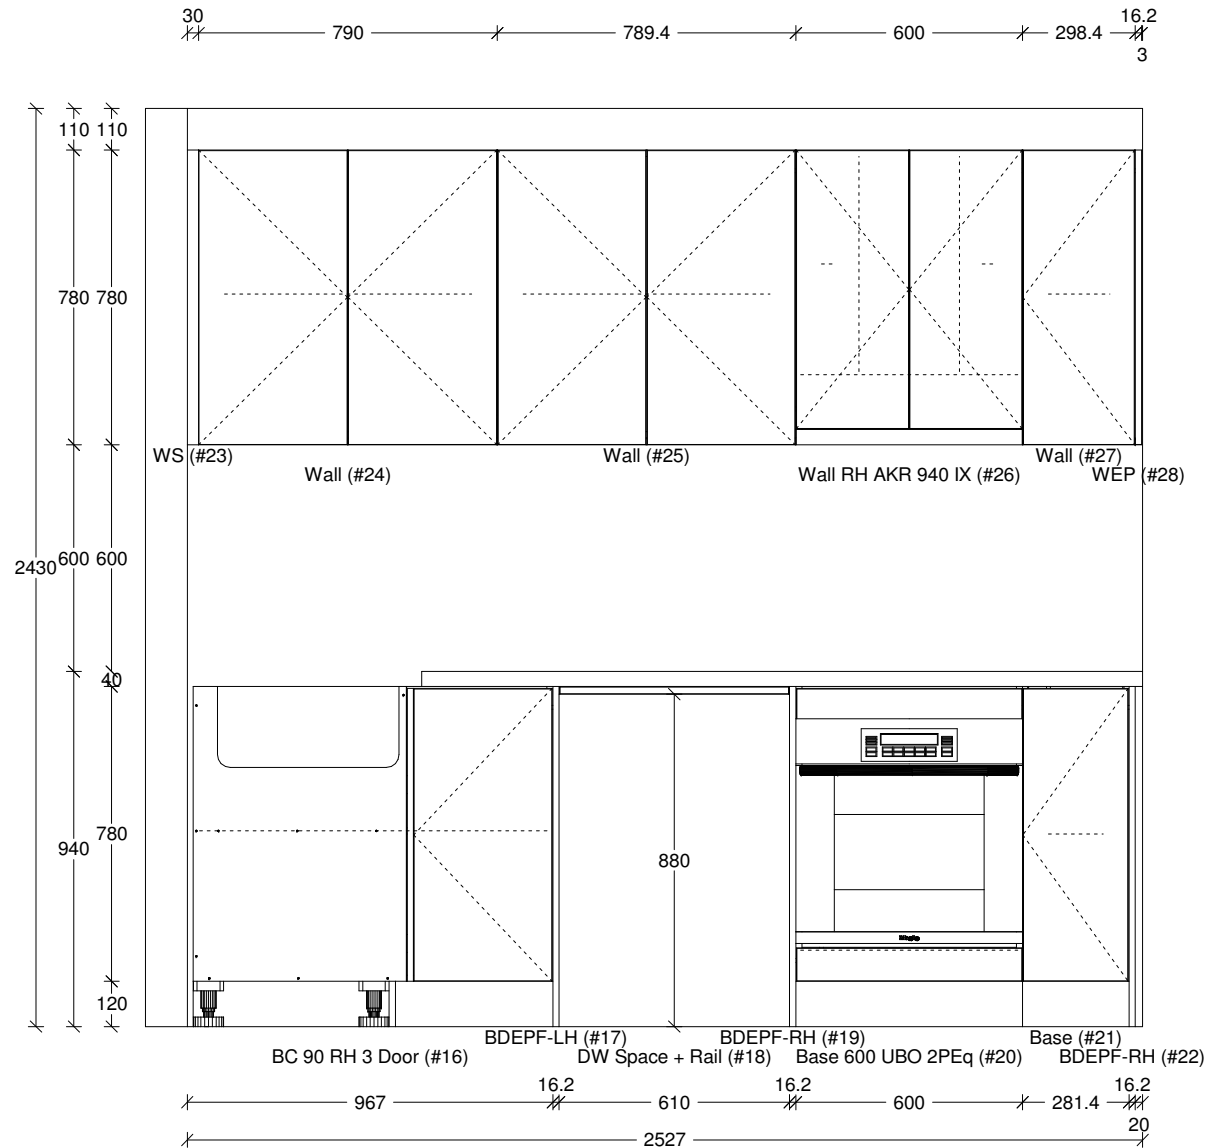 30 16.2
790 789.4 600 298.4
3
110 110
780 780
WS (#23) Wall (#25) Wall (#27)
Wall (#24) Wall RH AKR 940 IX (#26) WEP (#28)
2430 600 600
40
940 780
880
120
BDEPF-LH (#17) BDEPF-RH (#19) Base (#21)
BC 90 RH 3 Door (#16) DW Space + Rail (#18) Base 600 UBO 2PEq (#20) BDEPF-RH (#22)
16.2 16.2 16.2
967 610 600 281.4
20
2527